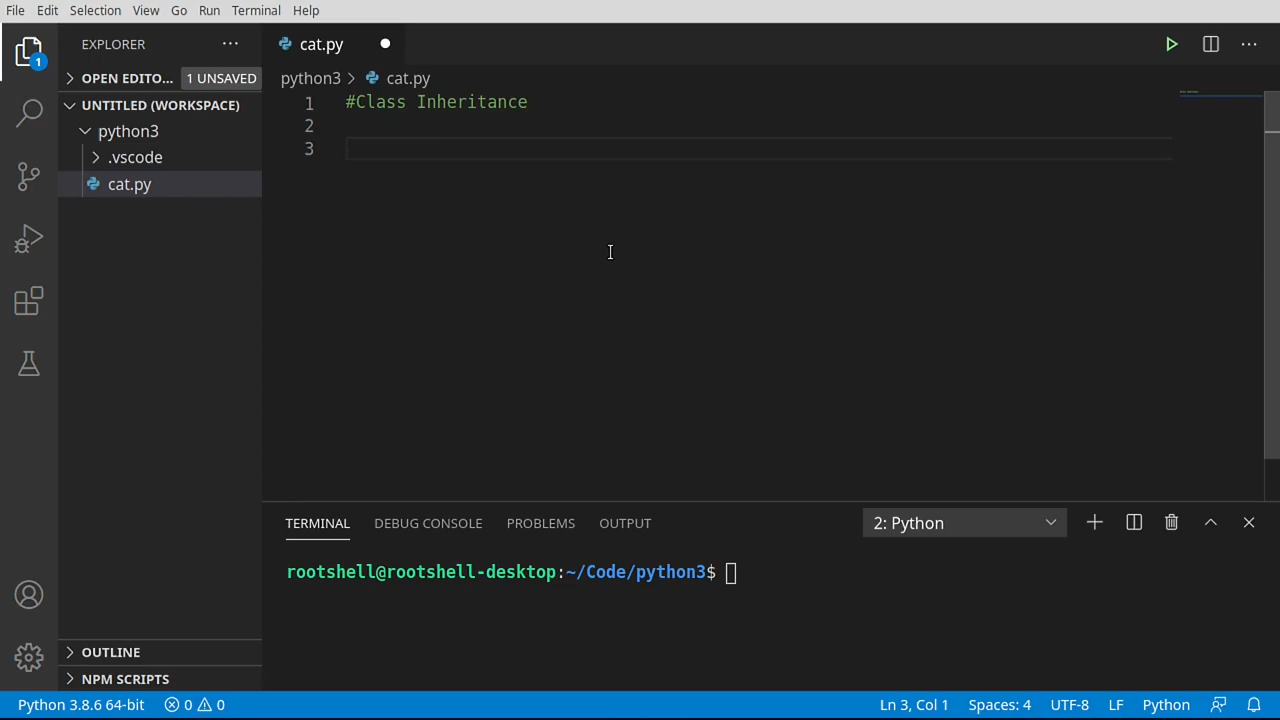 File Edit Selection View Go Run Terminal Help
EXPLORER
cat.py
OPEN EDITO... 1 UNSAVED
python3 cat.py
UNTITLED (WORKSPACE)
1 #Class Inheritance
2
3
python3
.vscode
cat.py
1
TERMINAL DEBUG CONSOLE PROBLEMS OUTPUT 2: Python
rootshell@rootshell-desktop:~/Code/python3$
OUTLINE
NPM SCRIPTS
Python 3.8.6 64-bit 0 0 Ln 3, Col 1 Spaces: 4 UTF-8 LF Python